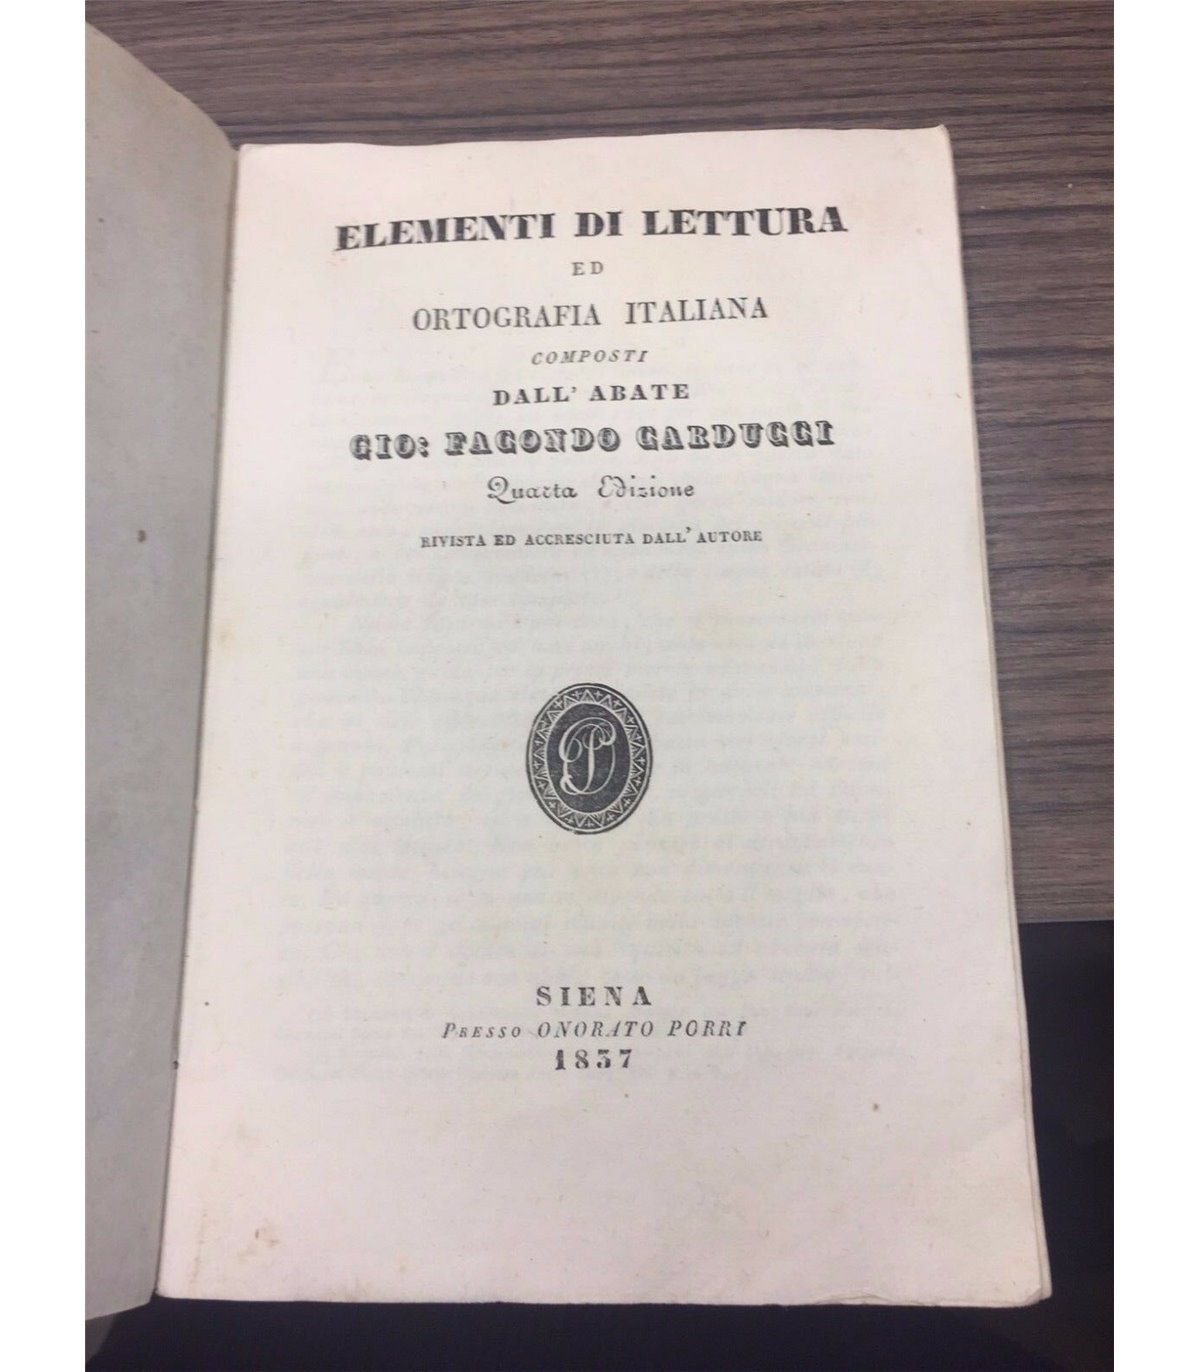 ELEMENTI DI LETTURA
ED
ORTOGRAFIA ITALIANA
COMPOSTI
DALL' ABATE
GIO: FACONDO CARDUCCI
Quarta Edizione
RIVISTA ED ACCRESCIUTA DALL' AUTORE
SIENA
PRESSO ONORATO PORRI
1837